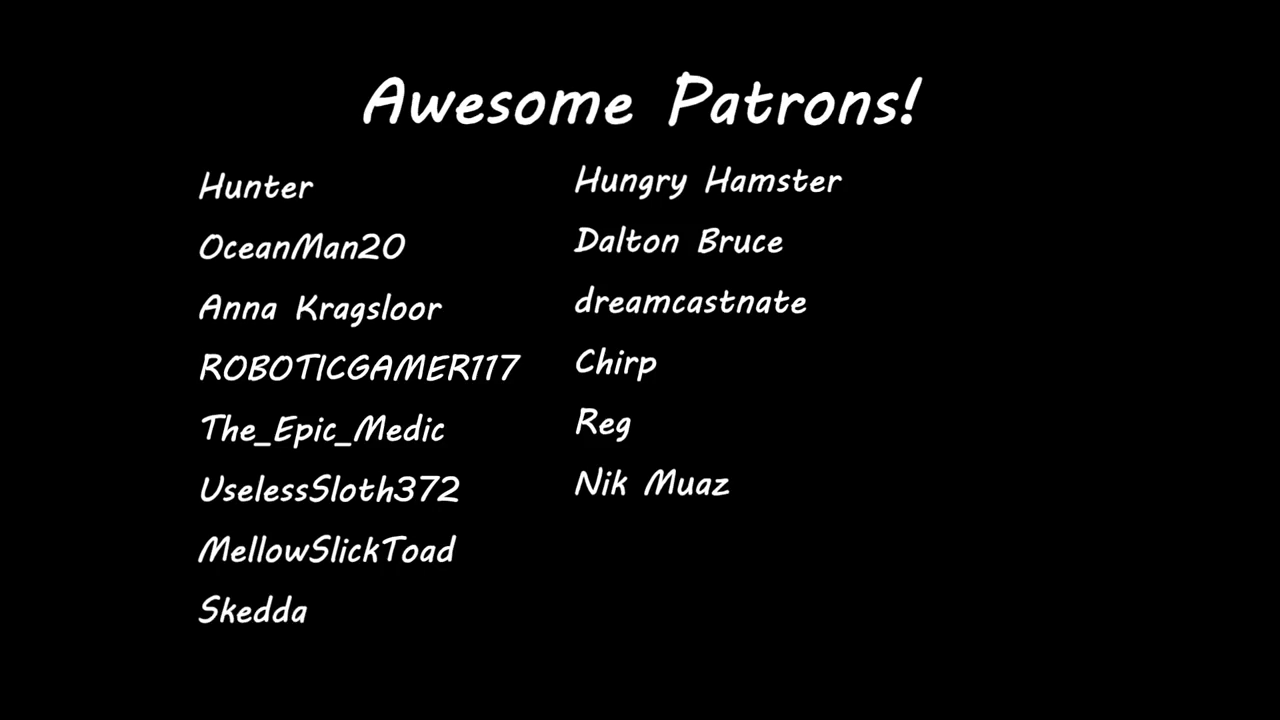 Awesome Patrons!
Hunter
OceanMan20
Anna Kragsloor
ROBOTICGAMER117
The_Epic_Medic
UselessSloth372
MellowSlickToad
Skedda
Hungry Hamster
Dalton Bruce
dreamcastnate
Chirp
Reg
Nik Muaz